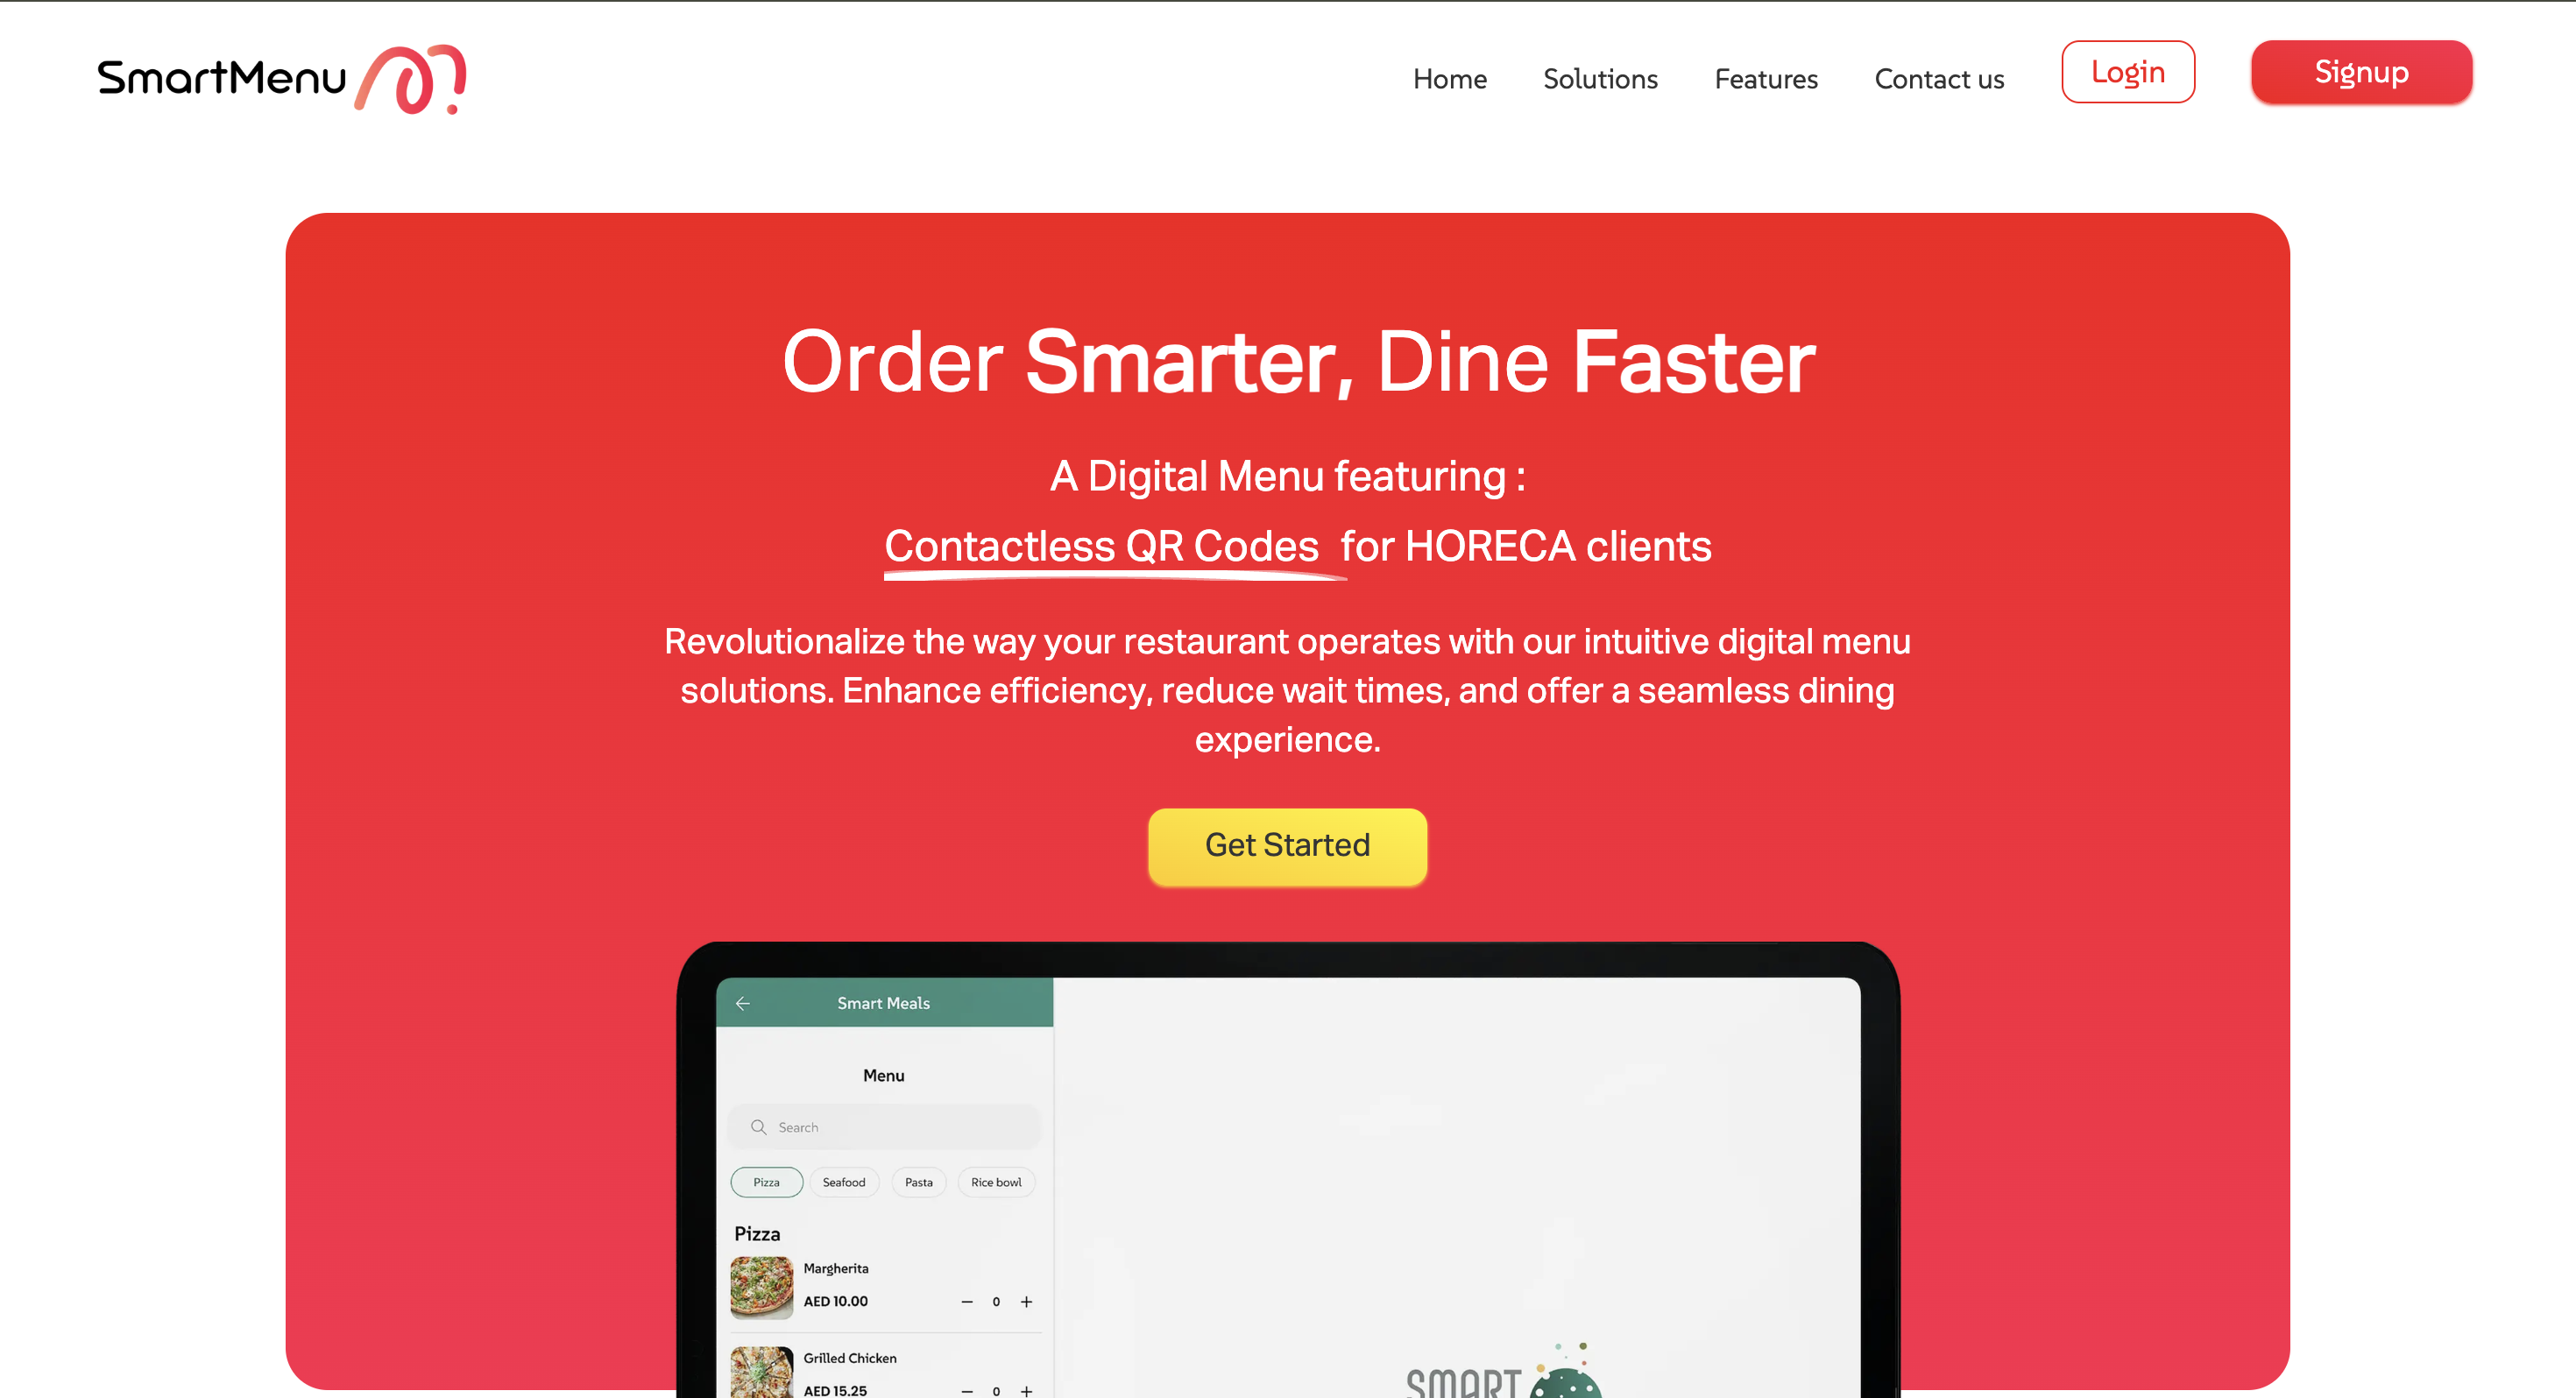 SmartMenu
Home
Solutions
Features
Contact us
Login
Signup
Order Smarter, Dine Faster
A Digital Menu featuring :
Contactless QR Codes for HORECA clients
Revolutionalize the way your restaurant operates with our intuitive digital menu
solutions. Enhance efficiency, reduce wait times, and offer a seamless dining
experience.
Get Started
Smart Meals
Menu
Search
Pizza
Seafood
Pasta
Rice bowl
Pizza
Margherita
AED 10.00
− 0 +
Grilled Chicken
AED 15.25
− 0 +
SMART